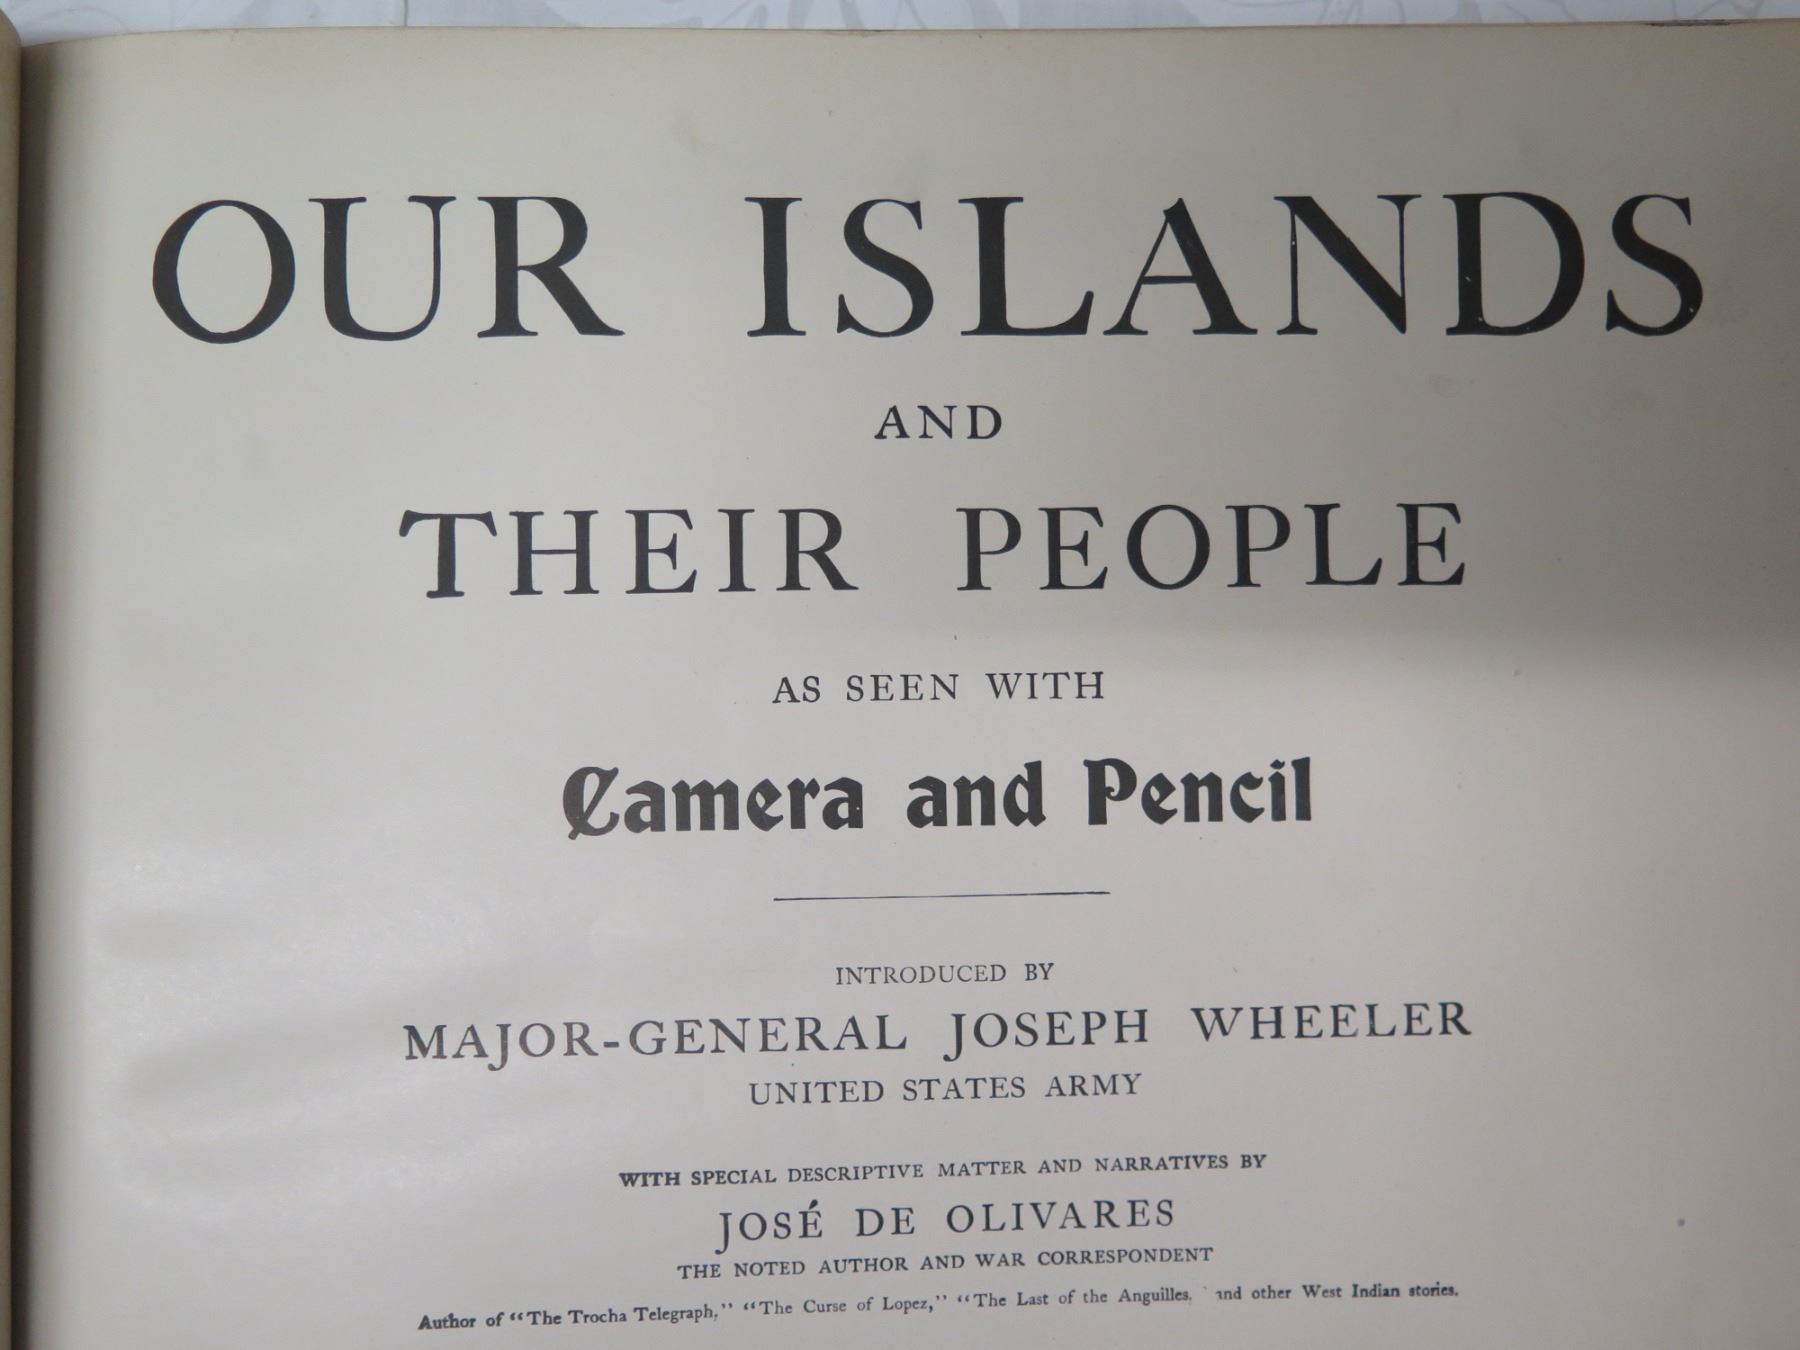 OUR ISLANDS
AND
THEIR PEOPLE
AS SEEN WITH
Camera and Pencil
INTRODUCED BY
MAJOR-GENERAL JOSEPH WHEELER
UNITED STATES ARMY
WITH SPECIAL DESCRIPTIVE MATTER AND NARRATIVES BY
JOSÉ DE OLIVARES
THE NOTED AUTHOR AND WAR CORRESPONDENT
Author of "The Trocha Telegraph," "The Curse of Lopez," "The Last of the Anguilles, and other West Indian stories.